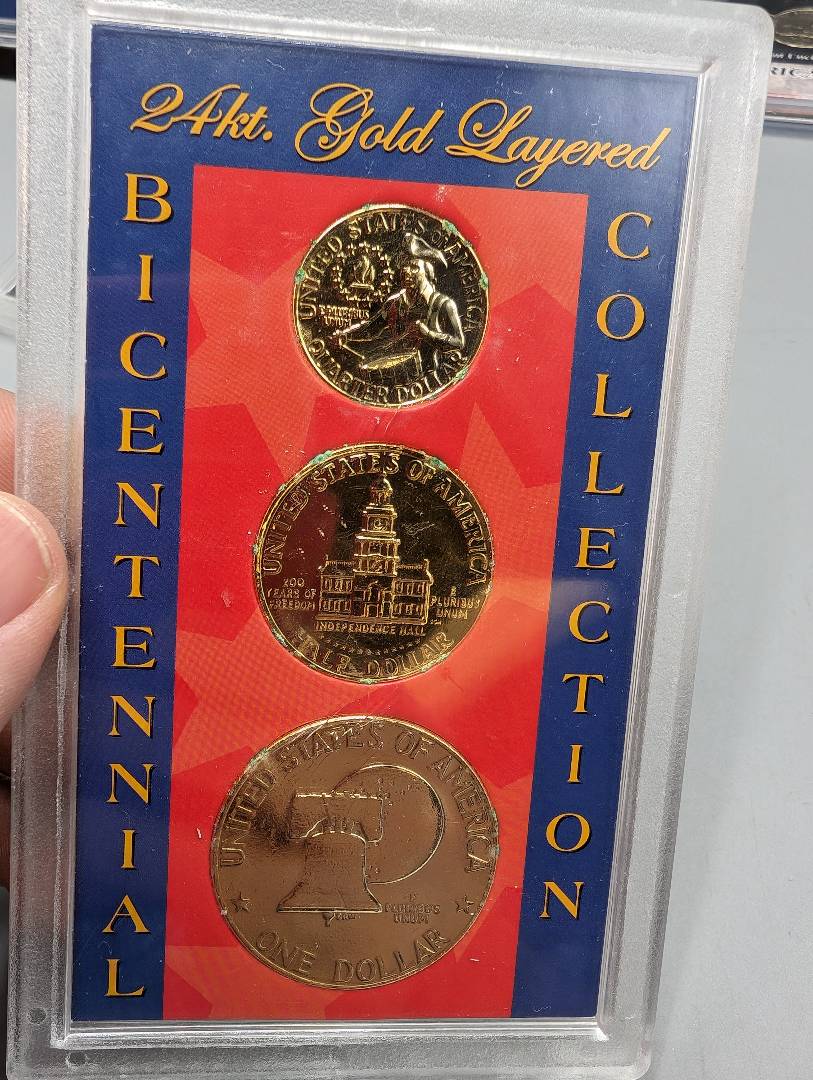 24kt. Gold Layered
BICENTENNIAL
COLLECTION
UNITED STATES OF AMERICA
E PLURIBUS
UNUM
QUARTER DOLLAR
UNITED STATES OF AMERICA
200
YEARS OF
FREEDOM
E
PLURIBUS
UNUM
INDEPENDENCE HALL
HALF DOLLAR
UNITED STATES OF AMERICA
E
PLURIBUS
UNUM
ONE DOLLAR